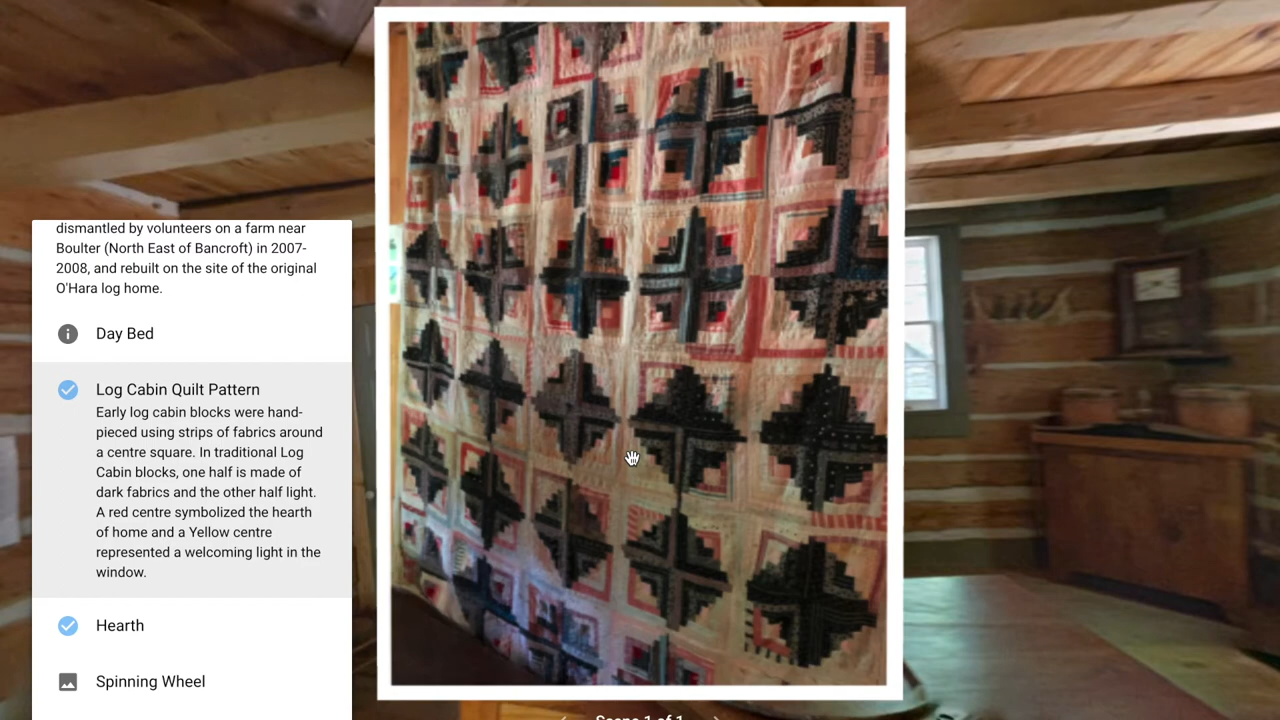 dismantled by volunteers on a farm near
Boulter (North East of Bancroft) in 2007-
2008, and rebuilt on the site of the original
O'Hara log home.
Day Bed
Log Cabin Quilt Pattern
Early log cabin blocks were hand-
pieced using strips of fabrics around
a centre square. In traditional Log
Cabin blocks, one half is made of
dark fabrics and the other half light.
A red centre symbolized the hearth
of home and a Yellow centre
represented a welcoming light in the
window.
Hearth
Spinning Wheel
Scene 1 of 1